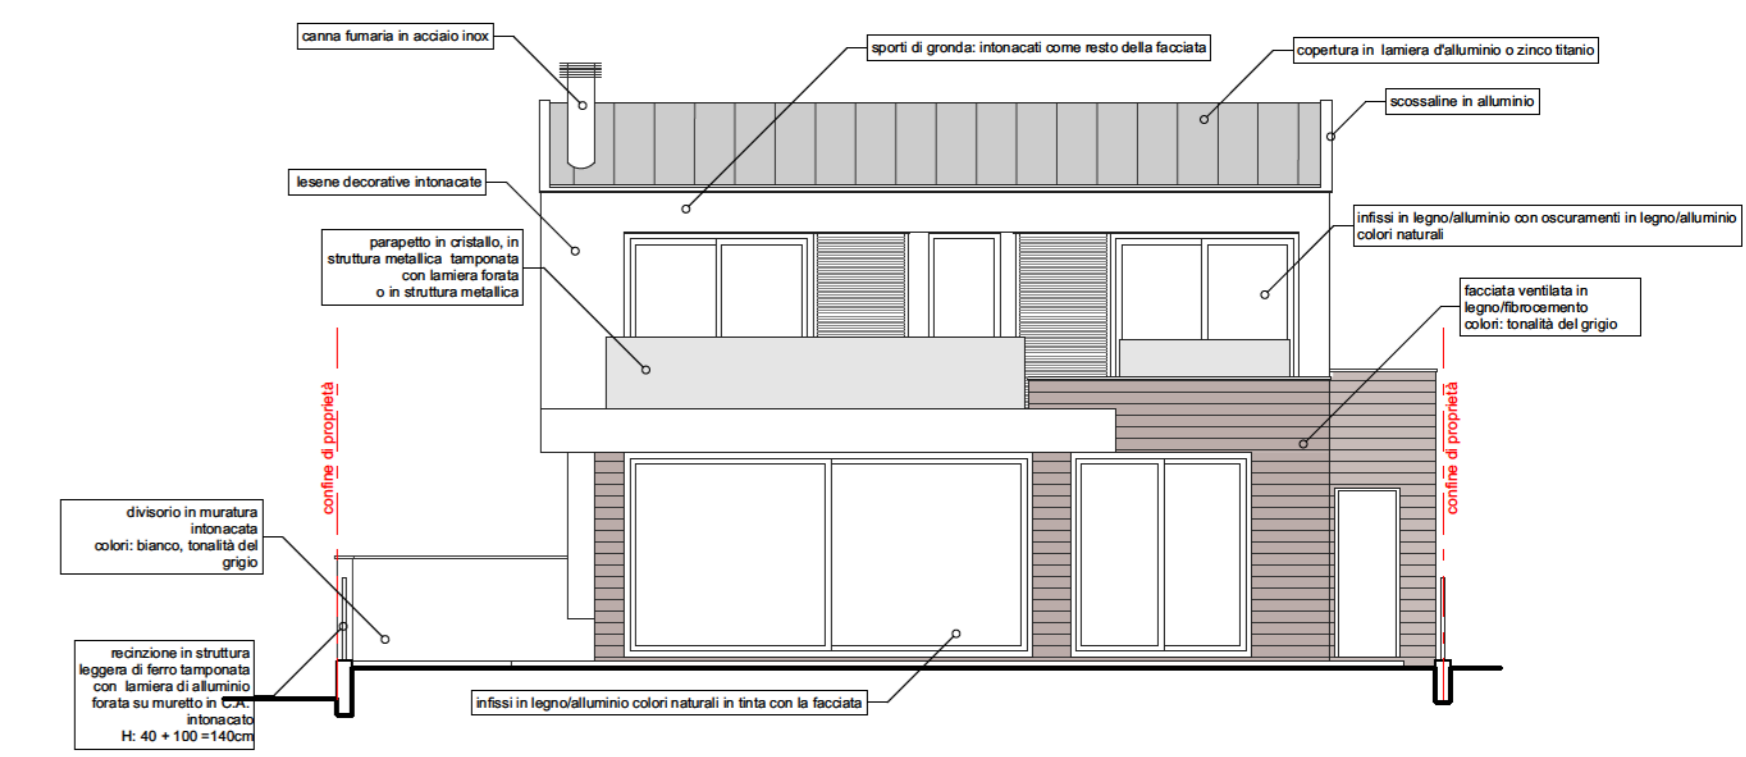 canna fumaria in acciaio inox
sporti di gronda: intonacati come resto della facciata
copertura in lamiera d'alluminio o zinco titanio
scossaline in alluminio
lesene decorative intonacate
parapetto in cristallo, in
struttura metallica tamponata
con lamiera forata
o in struttura metallica
infissi in legno/alluminio con oscuramenti in legno/alluminio
colori naturali
facciata ventilata in
legno/fibrocemento
colori: tonalità del grigio
confine di proprietà
confine di proprietà
divisorio in muratura
intonacata
colori: bianco, tonalità del
grigio
recinzione in struttura
leggera di ferro tamponata
con lamiera di alluminio
forata su muretto in C.A.
intonacato
H: 40 + 100 =140cm
infissi in legno/alluminio colori naturali in tinta con la facciata